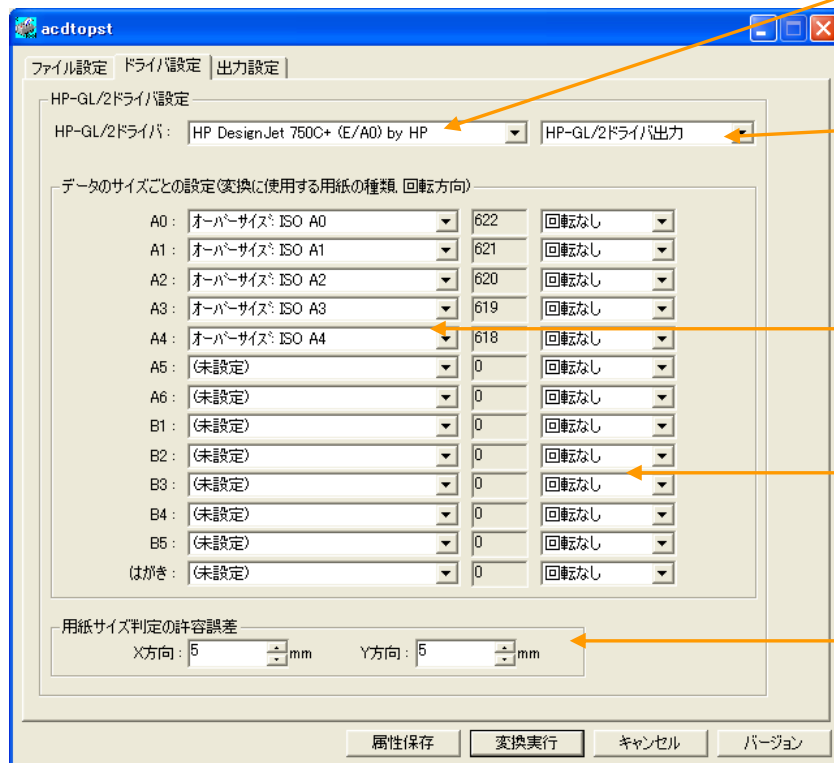 acdtopst
ファイル設定 ドライバ設定 出力設定
HP-GL/2ドライバ設定
HP-GL/2ドライバ: HP DesignJet 750C+ (E/A0) by HP HP-GL/2ドライバ出力
データのサイズごとの設定(変換に使用する用紙の種類, 回転方向)
A0: オーバーサイズ: ISO A0 622 回転なし
A1: オーバーサイズ: ISO A1 621 回転なし
A2: オーバーサイズ: ISO A2 620 回転なし
A3: オーバーサイズ: ISO A3 619 回転なし
A4: オーバーサイズ: ISO A4 618 回転なし
A5: (未設定) 0 回転なし
A6: (未設定) 0 回転なし
B1: (未設定) 0 回転なし
B2: (未設定) 0 回転なし
B3: (未設定) 0 回転なし
B4: (未設定) 0 回転なし
B5: (未設定) 0 回転なし
はがき: (未設定) 0 回転なし
用紙サイズ判定の許容誤差
X方向: 5 mm Y方向: 5 mm
属性保存 変換実行 キャンセル バージョン